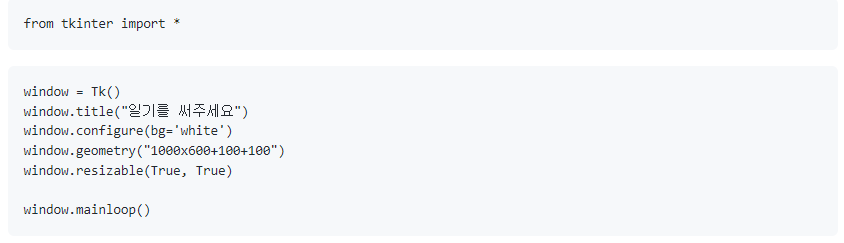 from tkinter import *
window = Tk()
window.title("일기를 써주세요")
window.configure(bg='white')
window.geometry("1000x600+100+100")
window.resizable(True, True)
window.mainloop()